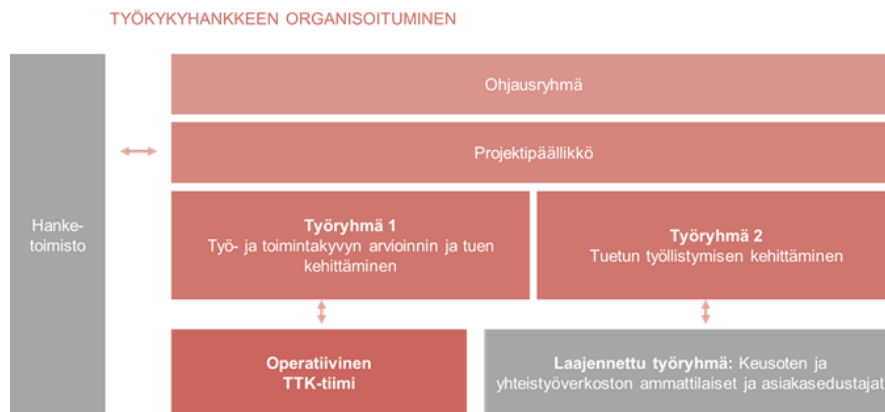 TYÖKYKYHANKKEEN ORGANISOITUMINEN
Ohjausryhmä
Projektipäällikkö
Hanke-
toimisto
Työryhmä 1
Työ- ja toimintakyvyn arvioinnin ja tuen
kehittäminen
Työryhmä 2
Tuetun työllistymisen kehittäminen
Operatiivinen
TTK-tiimi
Laajennettu työryhmä: Keusoten ja
yhteistyöverkoston ammattilaiset ja asiakasedustajat